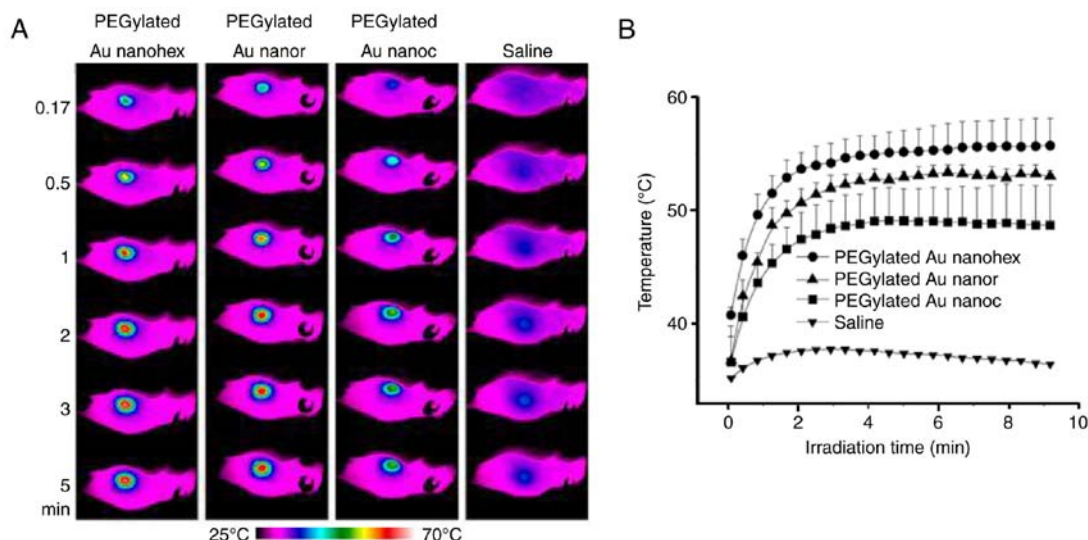 A
PEGylated PEGylated PEGylated
Au nanohex Au nanor Au nanoc Saline
0.17
0.5
1
2
3
5
min
25°C 70°C
B
60
50
40
Temperature (°C)
PEGylated Au nanohex
PEGylated Au nanor
PEGylated Au nanoc
Saline
0 2 4 6 8 10
Irradiation time (min)